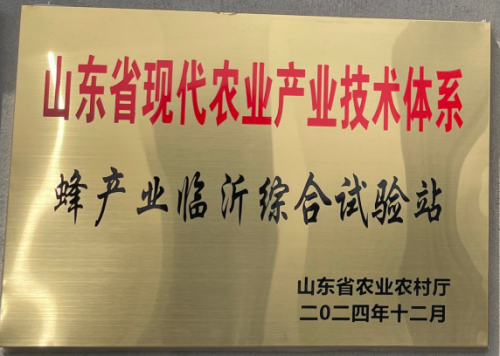 山东省现代农业产业技术体系
蜂产业临沂综合试验站
山东省农业农村厅
二〇二四年十二月